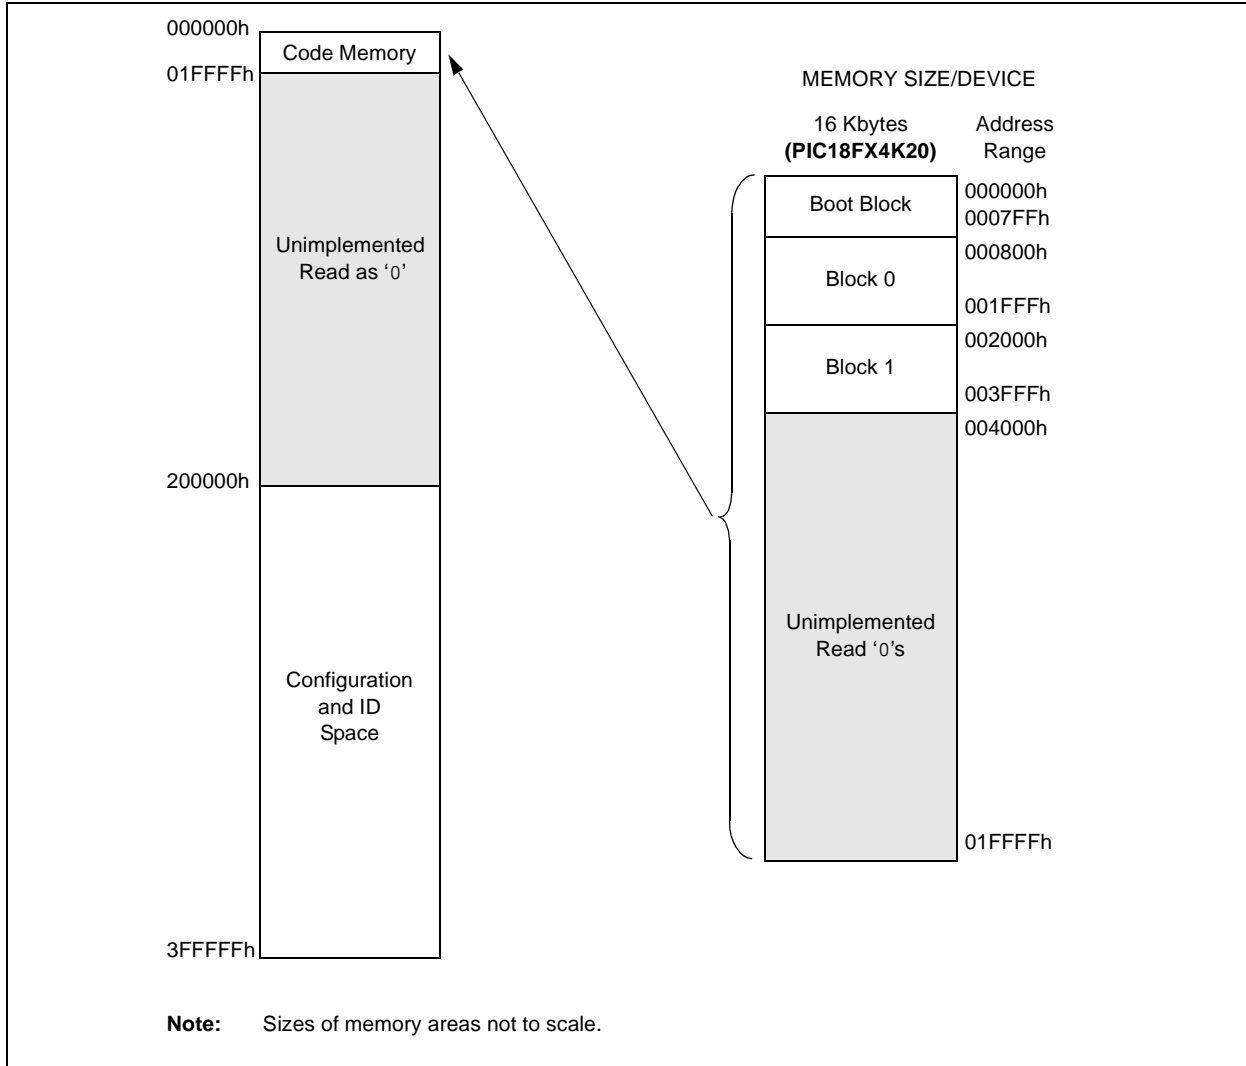 000000h
Code Memory
01FFFFh
Unimplemented
Read as ‘0’
200000h
Configuration
and ID
Space
3FFFFFh
MEMORY SIZE/DEVICE
16 Kbytes
(PIC18FX4K20)
Address
Range
Boot Block
000000h
0007FFh
Block 0
000800h
001FFFh
Block 1
002000h
003FFFh
004000h
Unimplemented
Read ‘0’s
01FFFFh
Note: Sizes of memory areas not to scale.